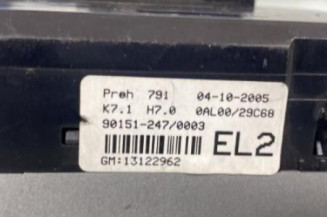 Preh 791 04-10-2005
K7.1 H7.0 0AL00/29C68
90151-247/0003
EL2
GM:13122962